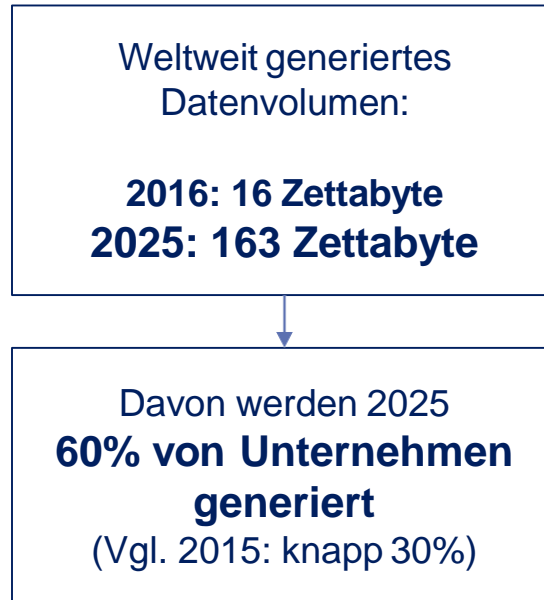 Weltweit generiertes
Datenvolumen:
2016: 16 Zettabyte
2025: 163 Zettabyte
Davon werden 2025
60% von Unternehmen
generiert
(Vgl. 2015: knapp 30%)